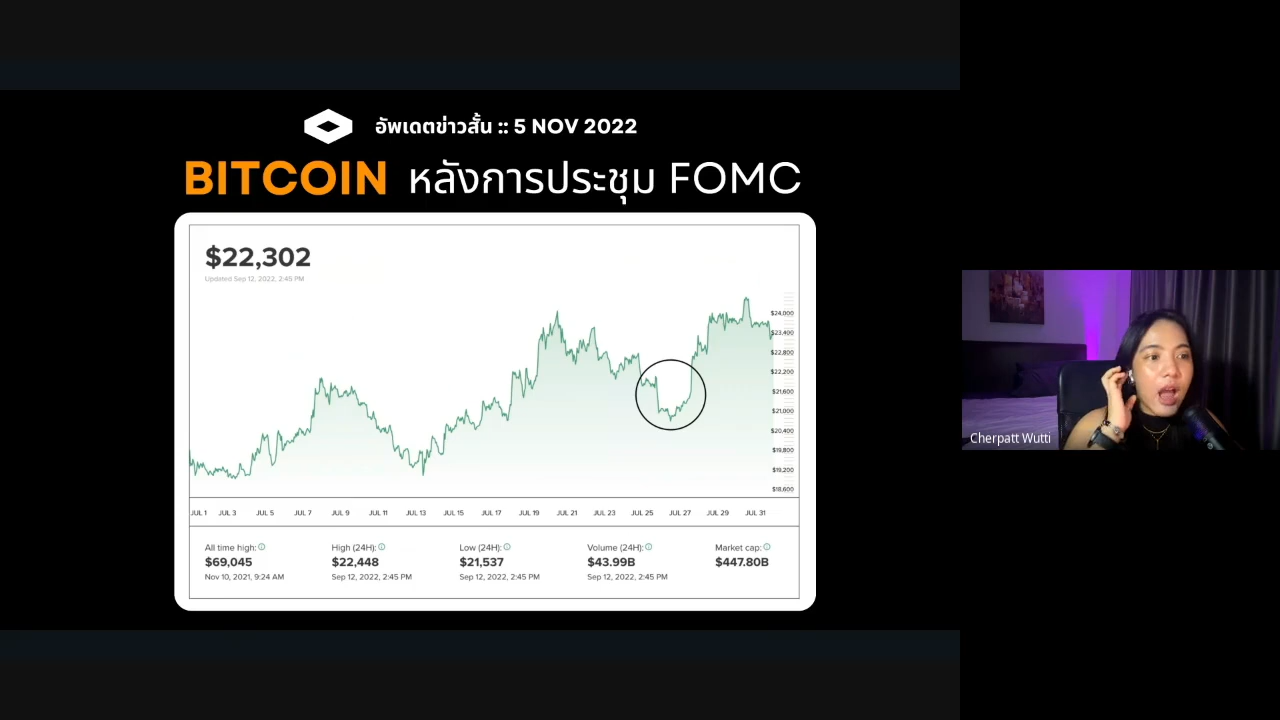 อัพเดตข่าวสั้น :: 5 NOV 2022
BITCOIN หลังการประชุม FOMC
$22,302
Updated Sep 12, 2022, 2:45 PM
$24,000
$23,400
$22,800
$22,200
$21,600
$21,000
$20,400
$19,800
$19,200
$18,600
JUL 1 JUL 3 JUL 5 JUL 7 JUL 9 JUL 11 JUL 13 JUL 15 JUL 17 JUL 19 JUL 21 JUL 23 JUL 25 JUL 27 JUL 29 JUL 31
All time high: High (24H): Low (24H): Volume (24H): Market cap:
$69,045 $22,448 $21,537 $43.99B $447.80B
Nov 10, 2021, 9:24 AM Sep 12, 2022, 2:45 PM Sep 12, 2022, 2:45 PM Sep 12, 2022, 2:45 PM
Cherpatt Wutti